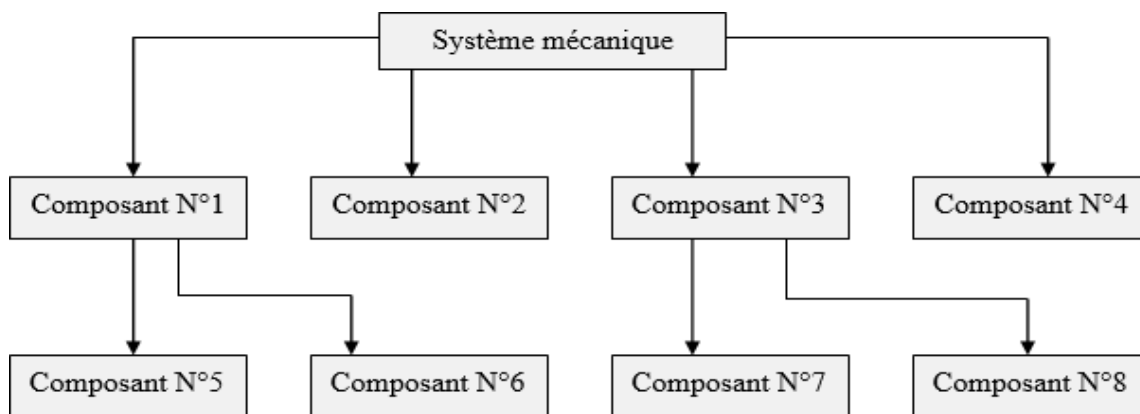 Système mécanique
Composant N°1
Composant N°2
Composant N°3
Composant N°4
Composant N°5
Composant N°6
Composant N°7
Composant N°8